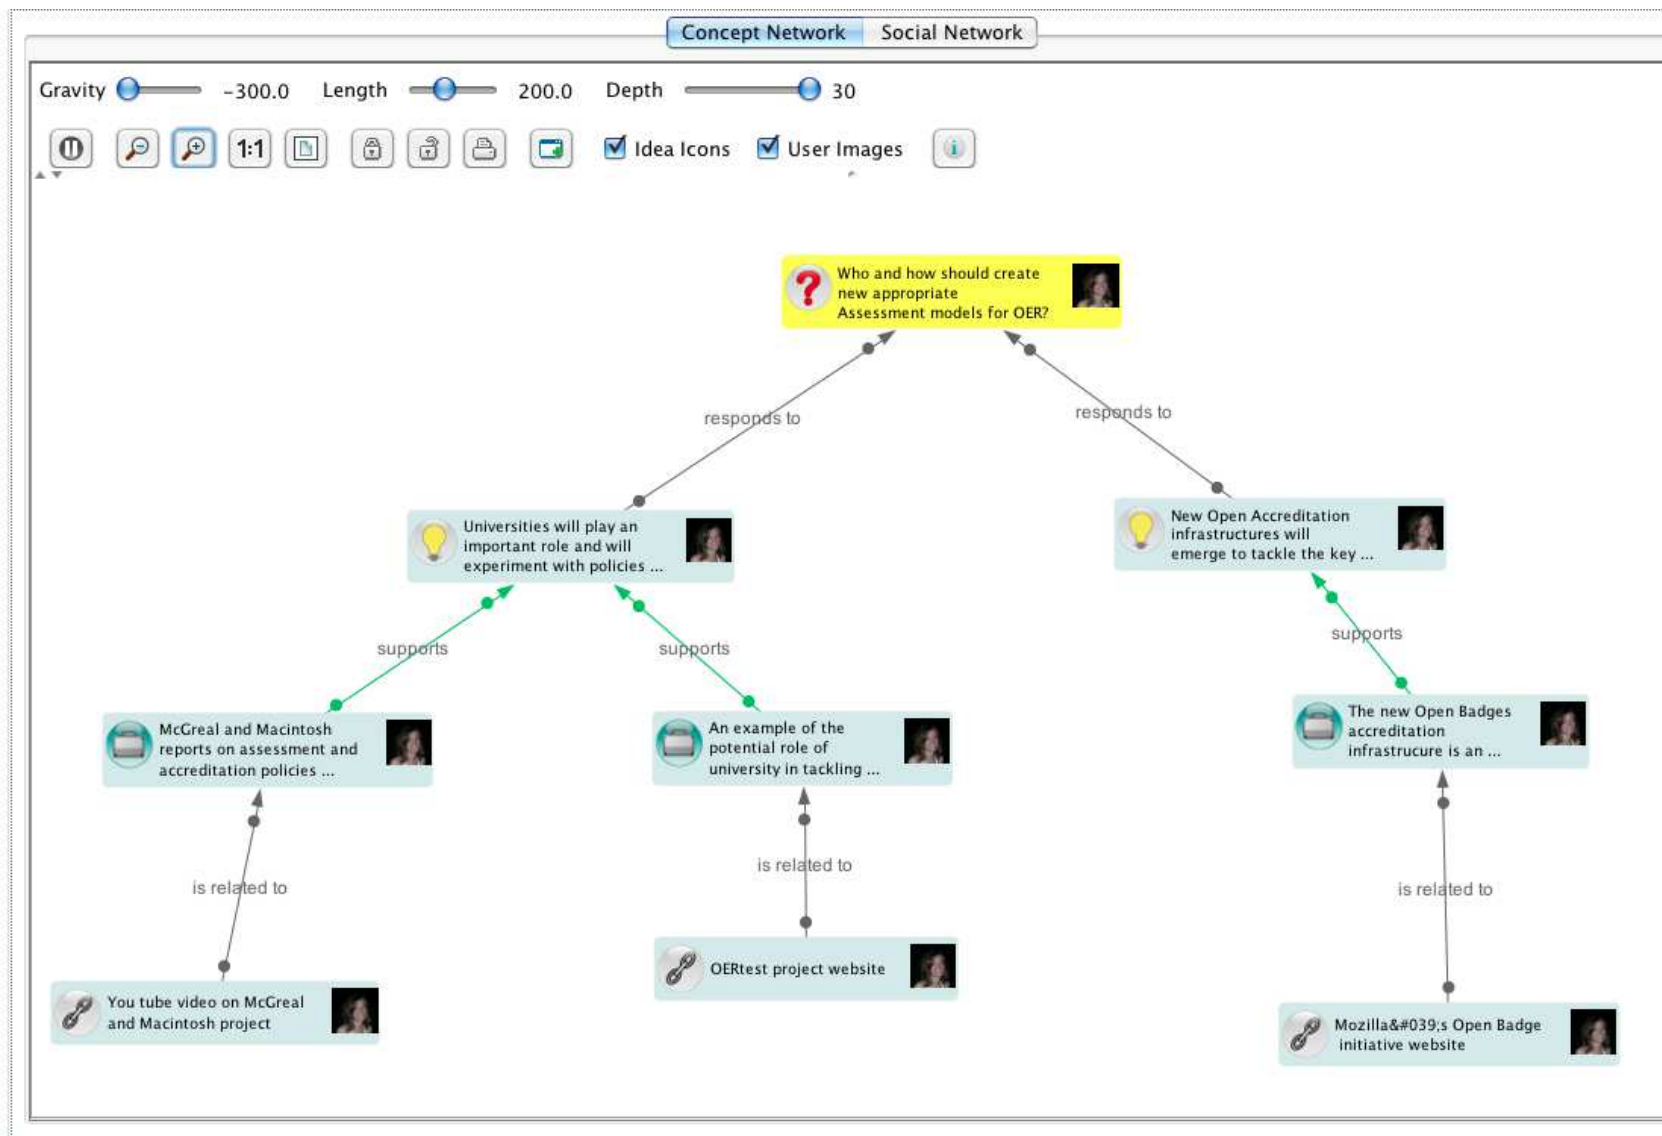 Concept Network Social Network
Gravity -300.0 Length 200.0 Depth 30
1:1 Idea Icons User Images i
? Who and how should create
new appropriate
Assessment models for OER?
responds to
responds to
Universities will play an
important role and will
experiment with policies ...
New Open Accreditation
infrastructures will
emerge to tackle the key ...
supports
supports
supports
McGreal and Macintosh
reports on assessment and
accreditation policies ...
An example of the
potential role of
university in tackling ...
The new Open Badges
accreditation
infrastrucure is an ...
is related to
is related to
is related to
You tube video on McGreal
and Macintosh project
OERtest project website
Mozilla&#039;s Open Badge
initiative website